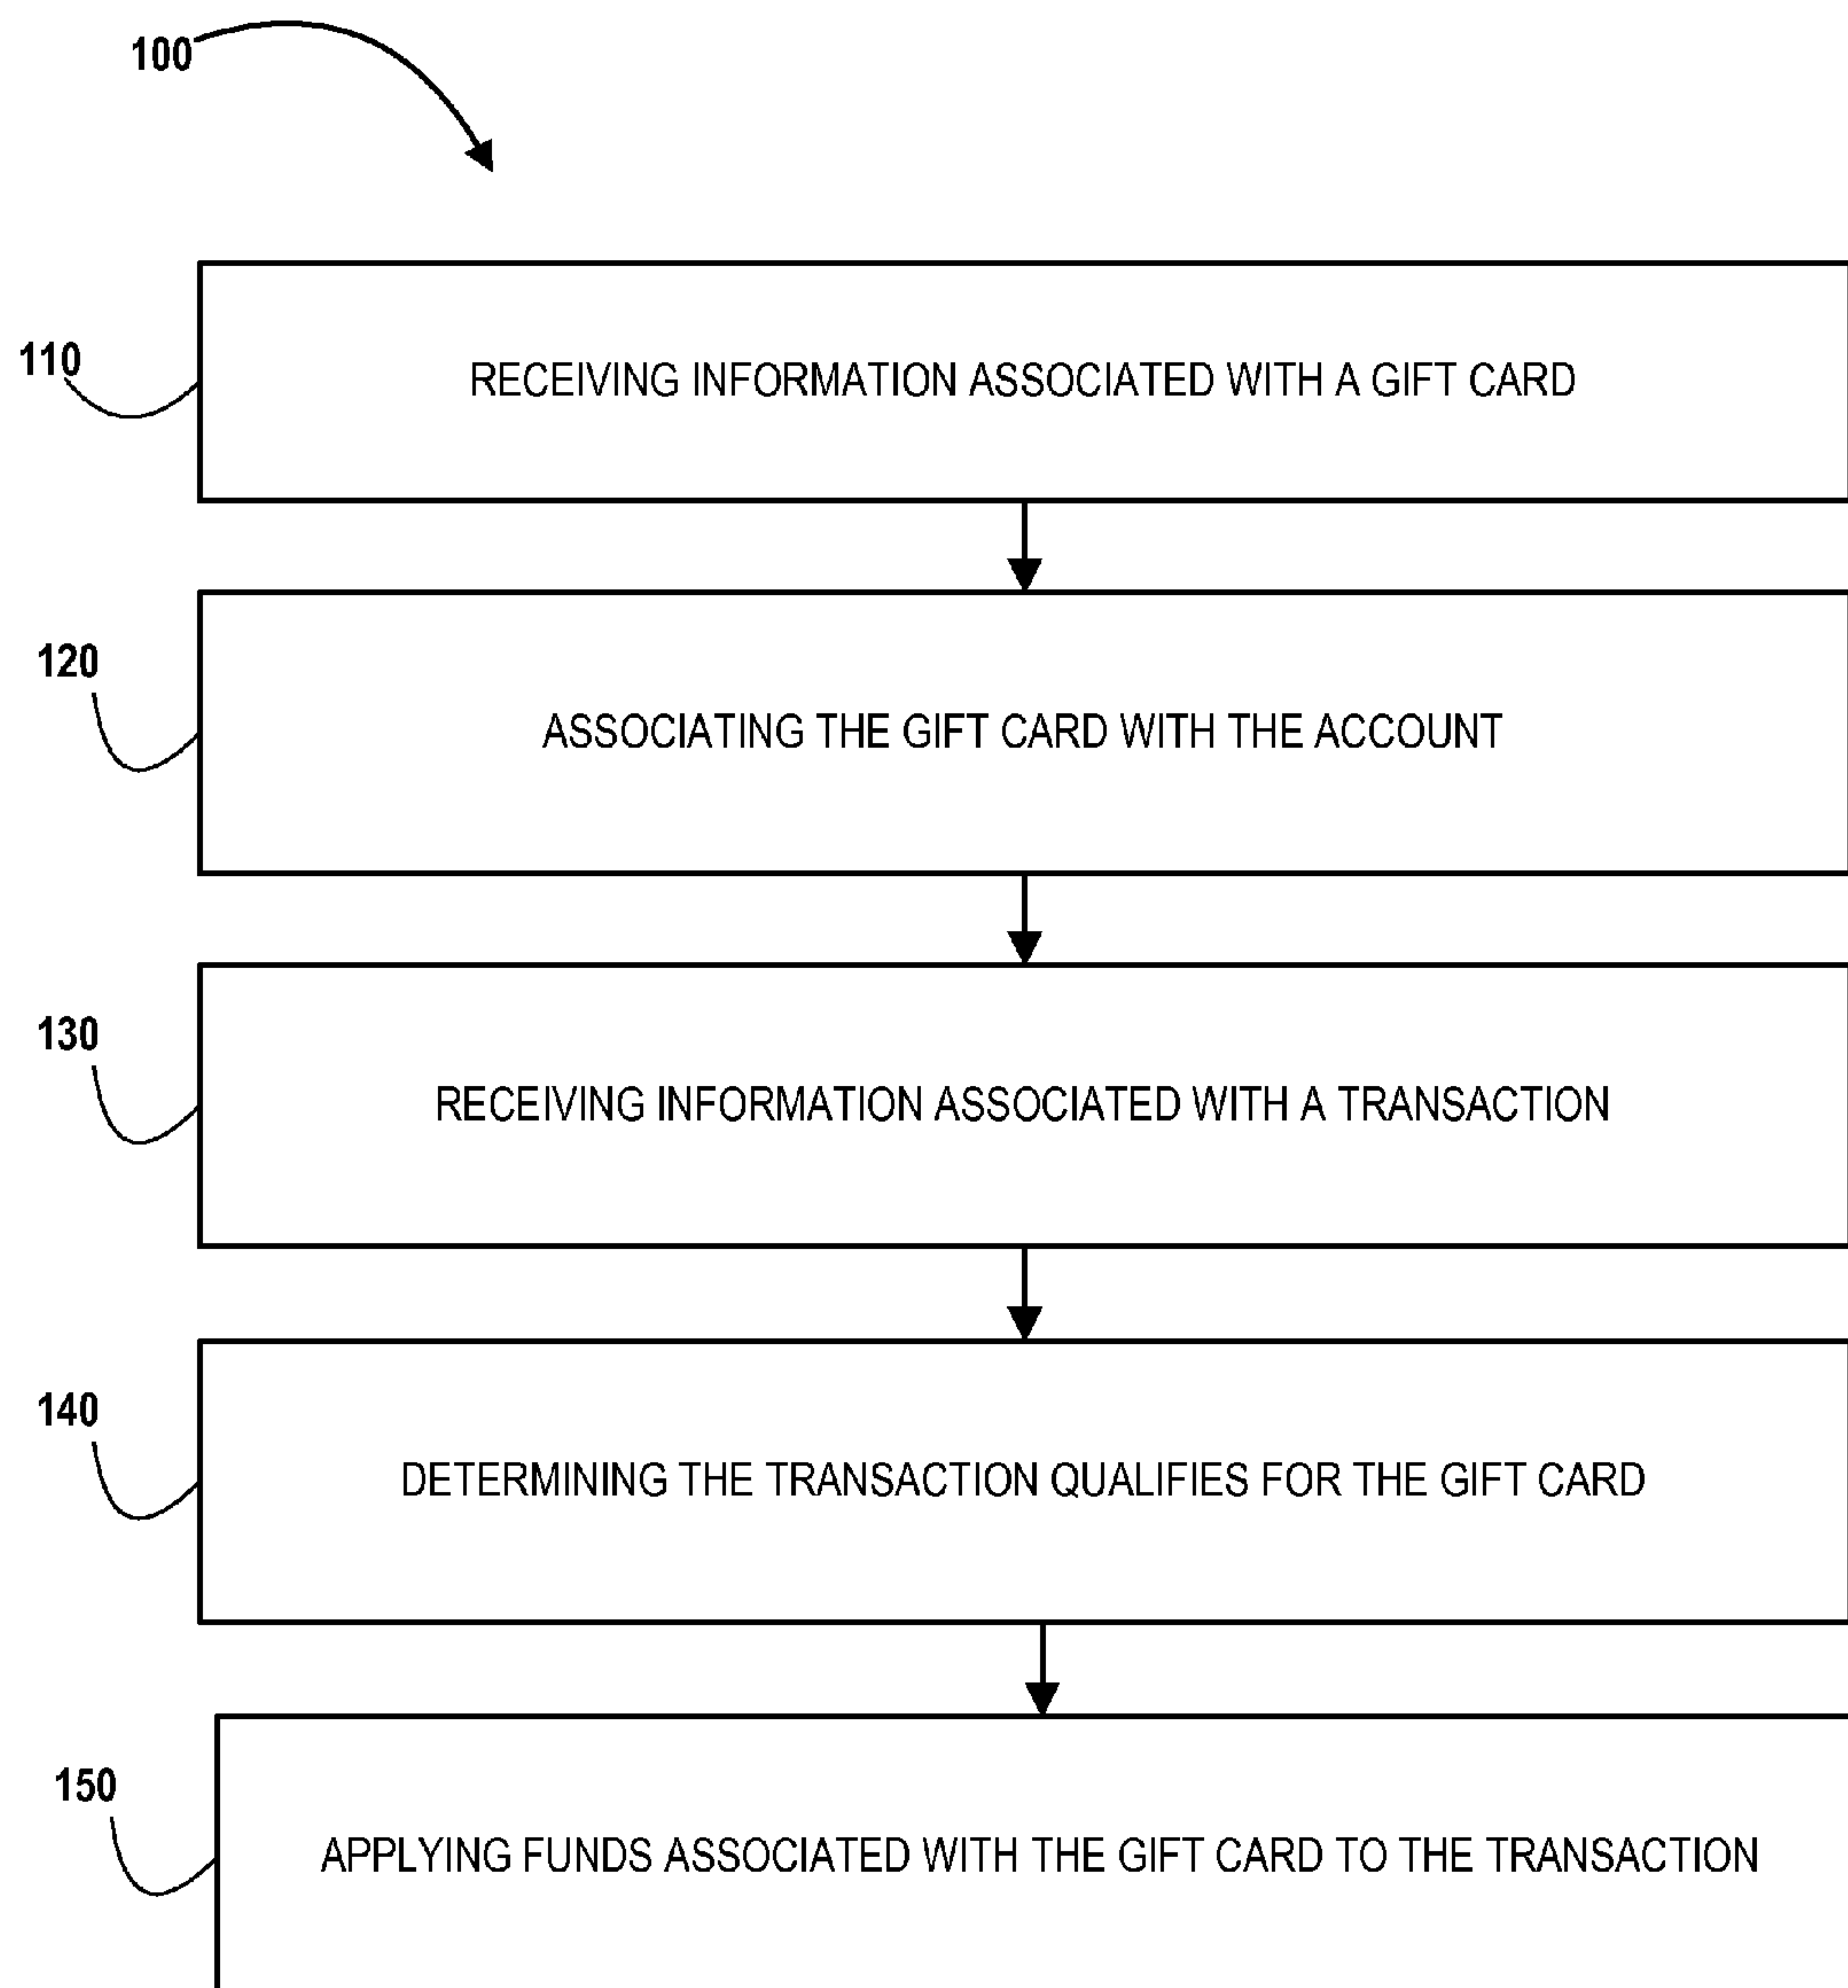 100
110
RECEIVING INFORMATION ASSOCIATED WITH A GIFT CARD
120
ASSOCIATING THE GIFT CARD WITH THE ACCOUNT
130
RECEIVING INFORMATION ASSOCIATED WITH A TRANSACTION
140
DETERMINING THE TRANSACTION QUALIFIES FOR THE GIFT CARD
150
APPLYING FUNDS ASSOCIATED WITH THE GIFT CARD TO THE TRANSACTION